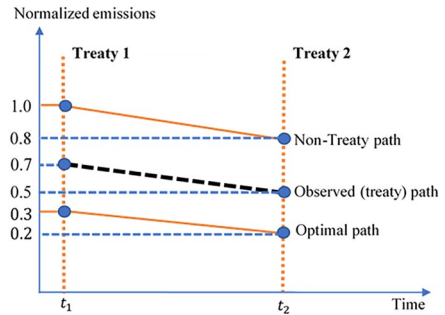 Normalized emissions
Treaty 1
Treaty 2
1.0
0.8
Non-Treaty path
0.7
0.5
Observed (treaty) path
0.3
0.2
Optimal path
Time
t₁
t₂